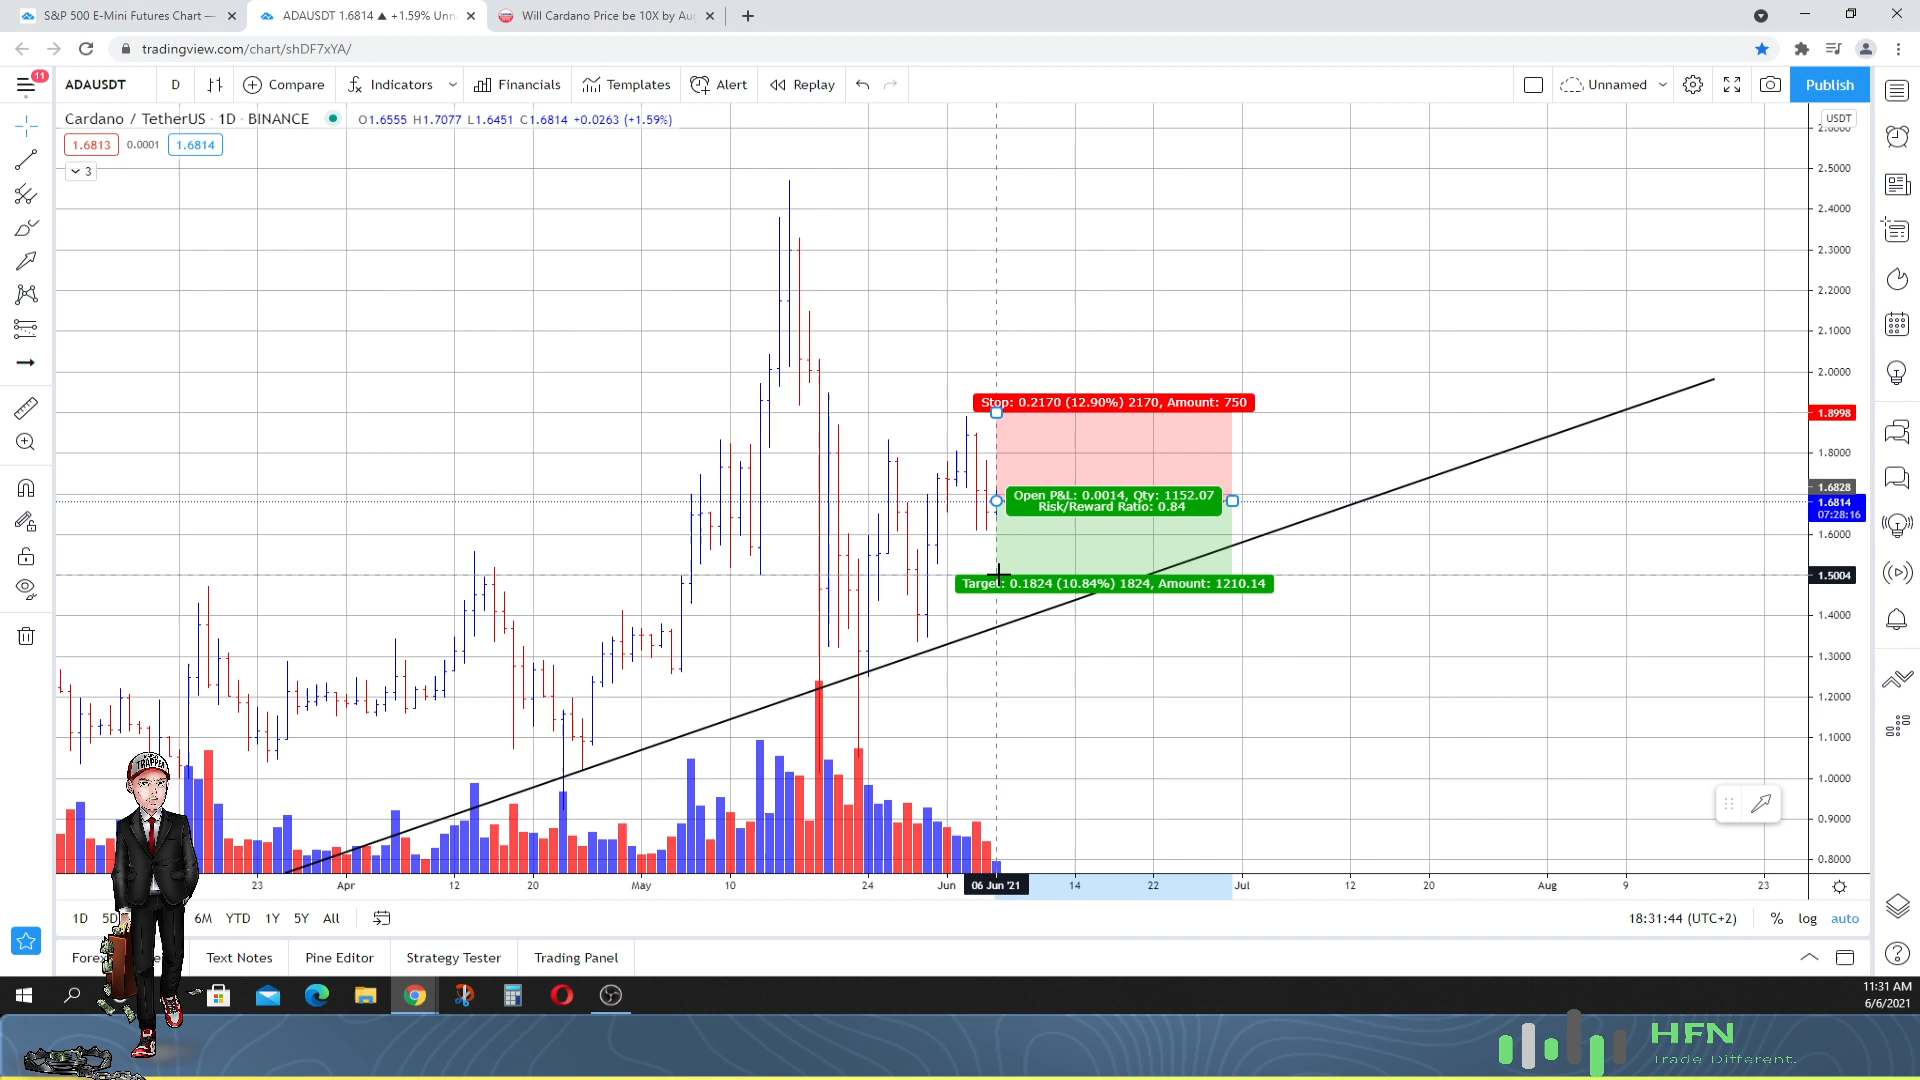 S&P 500 E-Mini Futures Chart —
ADAUSDT 1.6814 ▲ +1.59% Unn
Will Cardano Price be 10X by Au
tradingview.com/chart/shDF7xYA/
11
ADAUSDT D Compare Indicators Financials Templates Alert Replay Unnamed Publish
Cardano / TetherUS · 1D · BINANCE O1.6555 H1.7077 L1.6451 C1.6814 +0.0263 (+1.59%)
USDT
1.6813 0.0001 1.6814
3
2.5000
2.4000
2.3000
2.2000
2.1000
2.0000
Stop: 0.2170 (12.90%) 2170, Amount: 750
1.8998
1.8000
1.6828
Open P&L: 0.0014, Qty: 1152.07
Risk/Reward Ratio: 0.84
1.6814
07:28:16
1.6000
1.5004
Target: 0.1824 (10.84%) 1824, Amount: 1210.14
1.4000
1.3000
1.2000
1.1000
1.0000
0.9000
0.8000
TRAPPER
23 Apr 12 20 May 10 24 Jun 06 Jun '21 14 22 Jul 12 20 Aug 9 23
1D 5D 6M YTD 1Y 5Y All 18:31:44 (UTC+2) % log auto
Text Notes Pine Editor Strategy Tester Trading Panel
11:31 AM
6/6/2021
HFN
Trade Different.